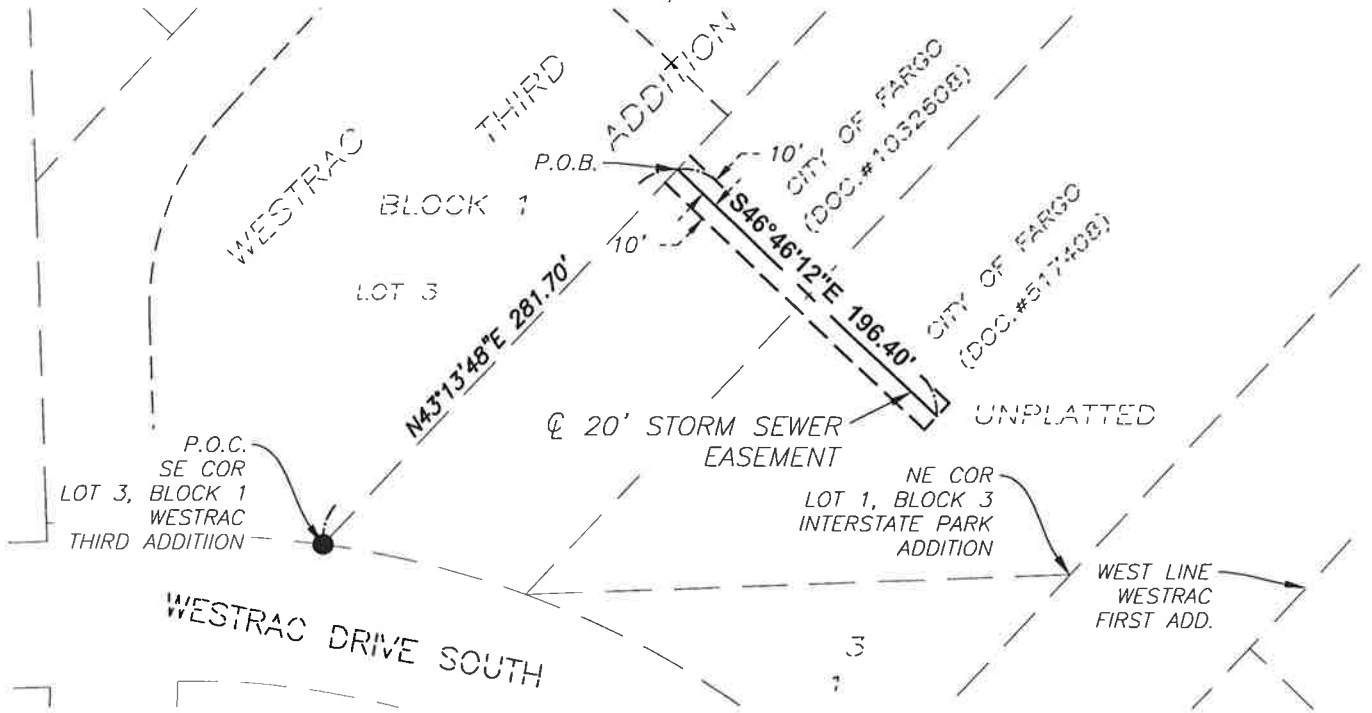 WESTRAC
THIRD
ADDITION
BLOCK 1
LOT 3
P.O.B.
10'
10'
CITY OF FARGO
(DOC.#1032608)
S46°46'12"E 196.40'
CITY OF FARGO
(DOC.#517408)
N43°13'48"E 281.70'
℄ 20' STORM SEWER
EASEMENT
UNPLATTED
P.O.C.
SE COR
LOT 3, BLOCK 1
WESTRAC
THIRD ADDITIION
NE COR
LOT 1, BLOCK 3
INTERSTATE PARK
ADDITION
WEST LINE
WESTRAC
FIRST ADD.
WESTRAC DRIVE SOUTH
3
1